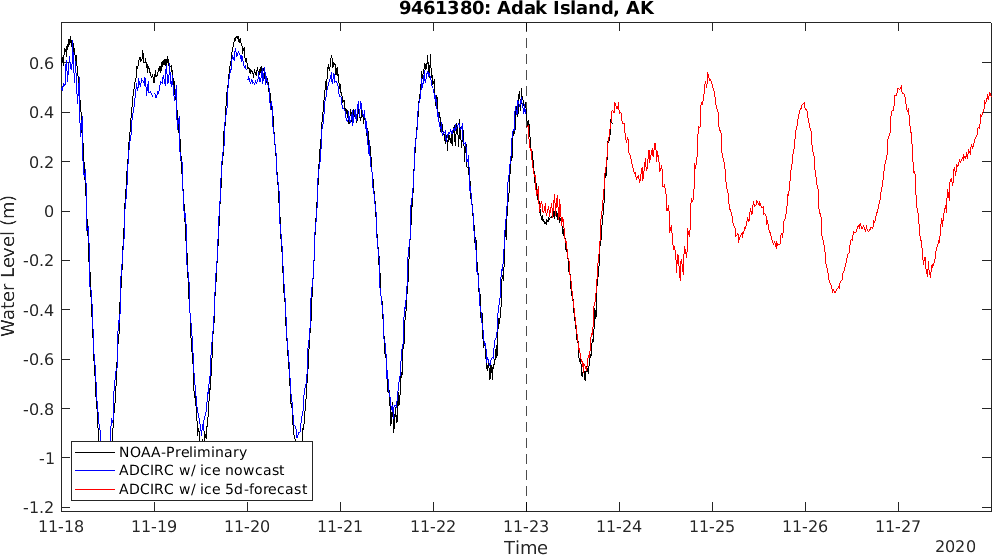 9461380: Adak Island, AK
Water Level (m)
0.6
0.4
0.2
0
-0.2
-0.4
-0.6
-0.8
-1
-1.2
NOAA-Preliminary
ADCIRC w/ ice nowcast
ADCIRC w/ ice 5d-forecast
11-18 11-19 11-20 11-21 11-22 11-23 11-24 11-25 11-26 11-27
Time
2020